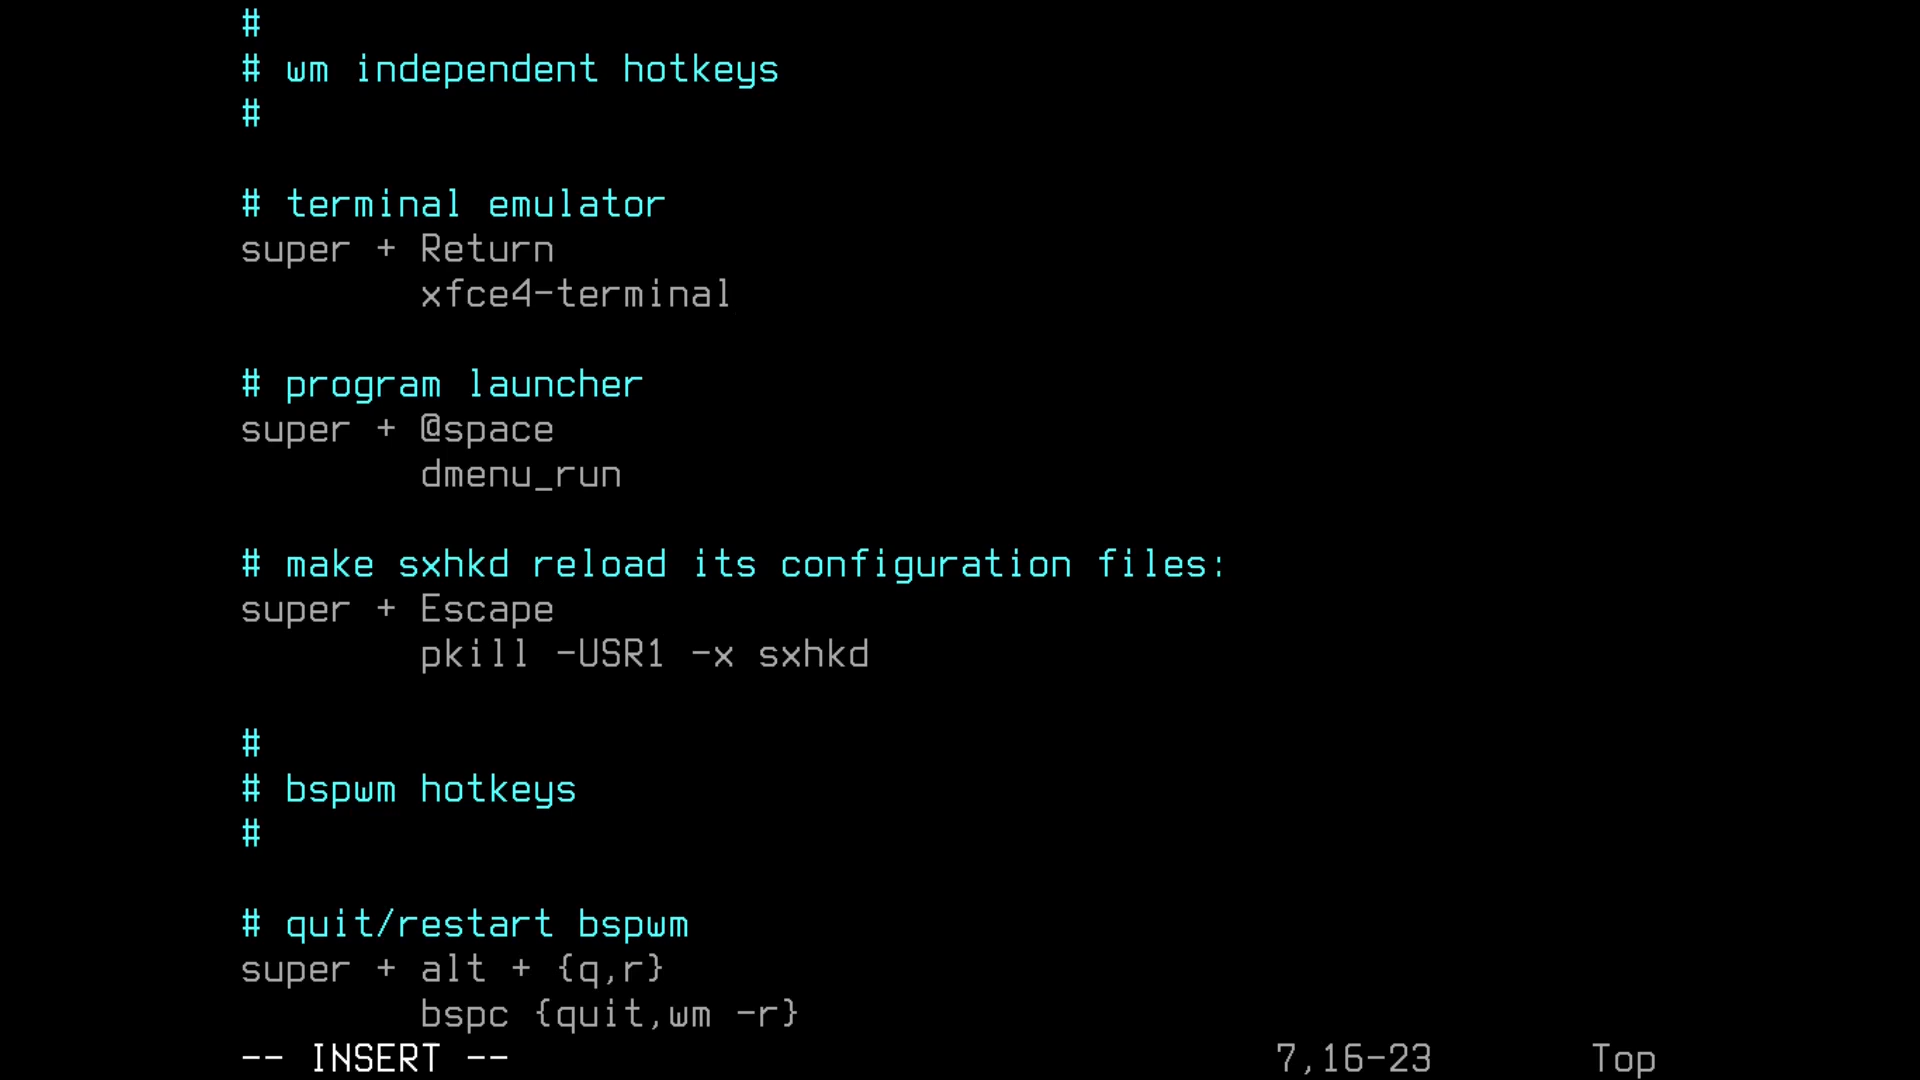 #
# wm independent hotkeys
#
# terminal emulator
super + Return
        xfce4-terminal
# program launcher
super + @space
        dmenu_run
# make sxhkd reload its configuration files:
super + Escape
        pkill -USR1 -x sxhkd
#
# bspwm hotkeys
#
# quit/restart bspwm
super + alt + {q,r}
        bspc {quit,wm -r}
-- INSERT -- 7,16-23 Top